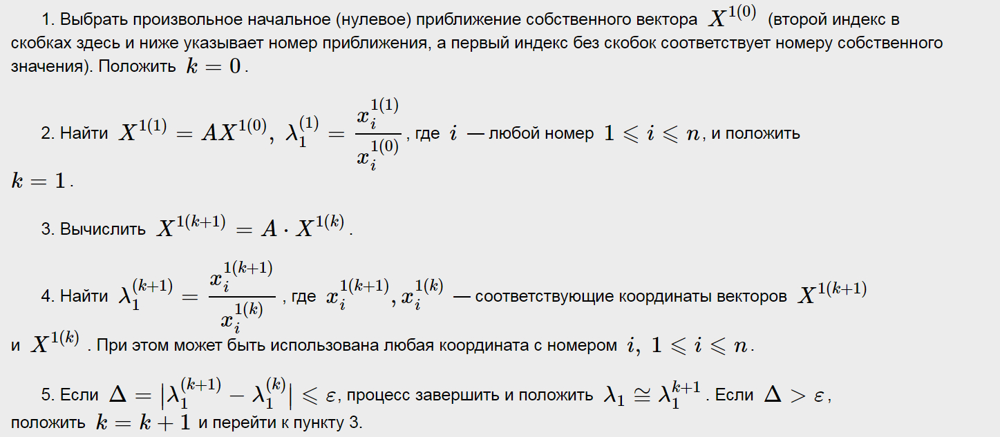 1. Выбрать произвольное начальное (нулевое) приближение собственного вектора $X^{1(0)}$ (второй индекс в
скобках здесь и ниже указывает номер приближения, а первый индекс без скобок соответствует номеру собственного
значения). Положить $k = 0$.
2. Найти $X^{1(1)} = AX^{1(0)},\ \lambda_1^{(1)} = \frac{x_i^{1(1)}}{x_i^{1(0)}}$, где $i$ — любой номер $1 \leqslant i \leqslant n$, и положить
$k = 1$.
3. Вычислить $X^{1(k+1)} = A \cdot X^{1(k)}$.
4. Найти $\lambda_1^{(k+1)} = \frac{x_i^{1(k+1)}}{x_i^{1(k)}}$, где $x_i^{1(k+1)}, x_i^{1(k)}$ — соответствующие координаты векторов $X^{1(k+1)}$
и $X^{1(k)}$. При этом может быть использована любая координата с номером $i,\ 1 \leqslant i \leqslant n$.
5. Если $\Delta = \left|\lambda_1^{(k+1)} - \lambda_1^{(k)}\right| \leqslant \varepsilon$, процесс завершить и положить $\lambda_1 \cong \lambda_1^{k+1}$. Если $\Delta > \varepsilon$,
положить $k = k + 1$ и перейти к пункту 3.